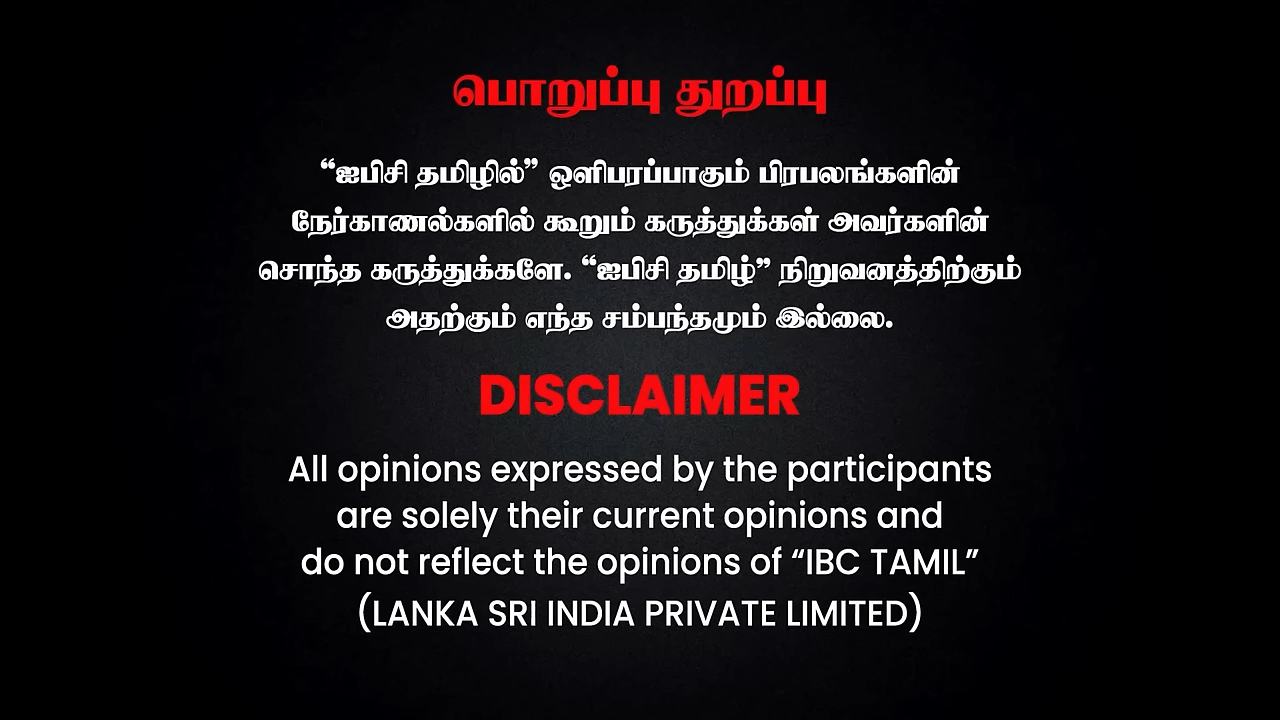 பொறுப்பு துறப்பு
“ஐபிசி தமிழில்” ஒளிபரப்பாகும் பிரபலங்களின்
நேர்காணல்களில் கூறும் கருத்துக்கள் அவர்களின்
சொந்த கருத்துக்களே. “ஐபிசி தமிழ்” நிறுவனத்திற்கும்
அதற்கும் எந்த சம்பந்தமும் இல்லை.
DISCLAIMER
All opinions expressed by the participants
are solely their current opinions and
do not reflect the opinions of “IBC TAMIL”
(LANKA SRI INDIA PRIVATE LIMITED)